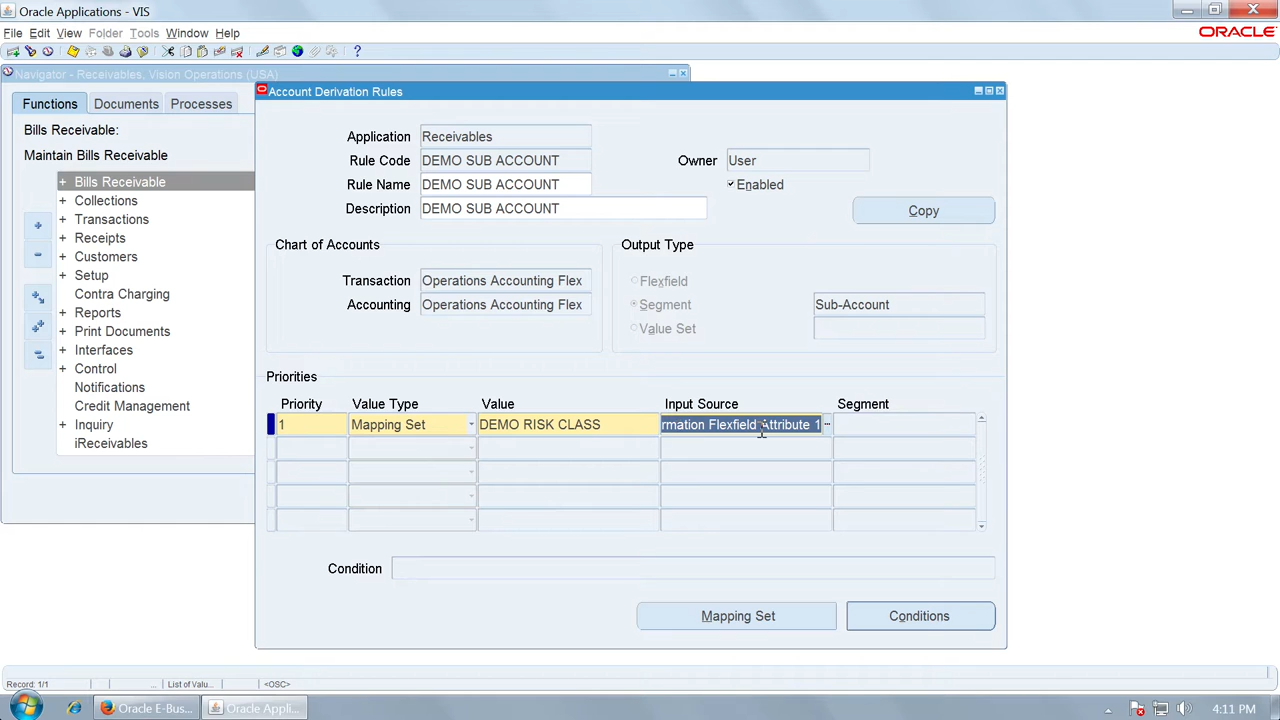 Oracle Applications - VIS
File Edit View Folder Tools Window Help
ORACLE
Navigator - Receivables, Vision Operations (USA)
Functions Documents Processes
Bills Receivable:
Maintain Bills Receivable
+ Bills Receivable
+ Collections
+ Transactions
+ Receipts
+ Customers
+ Setup
Contra Charging
+ Reports
+ Print Documents
+ Interfaces
+ Control
Notifications
Credit Management
+ Inquiry
iReceivables
Account Derivation Rules
Application Receivables
Rule Code DEMO SUB ACCOUNT Owner User
Rule Name DEMO SUB ACCOUNT Enabled
Description DEMO SUB ACCOUNT
Copy
Chart of Accounts Output Type
Transaction Operations Accounting Flex Flexfield
Accounting Operations Accounting Flex Segment Sub-Account
Value Set
Priorities
Priority Value Type Value Input Source Segment
1 Mapping Set DEMO RISK CLASS rmation Flexfield Attribute 1
Condition
Mapping Set Conditions
Record: 1/1 ... List of Valu... <OSC>
Oracle E-Bus... Oracle Appli... 4:11 PM